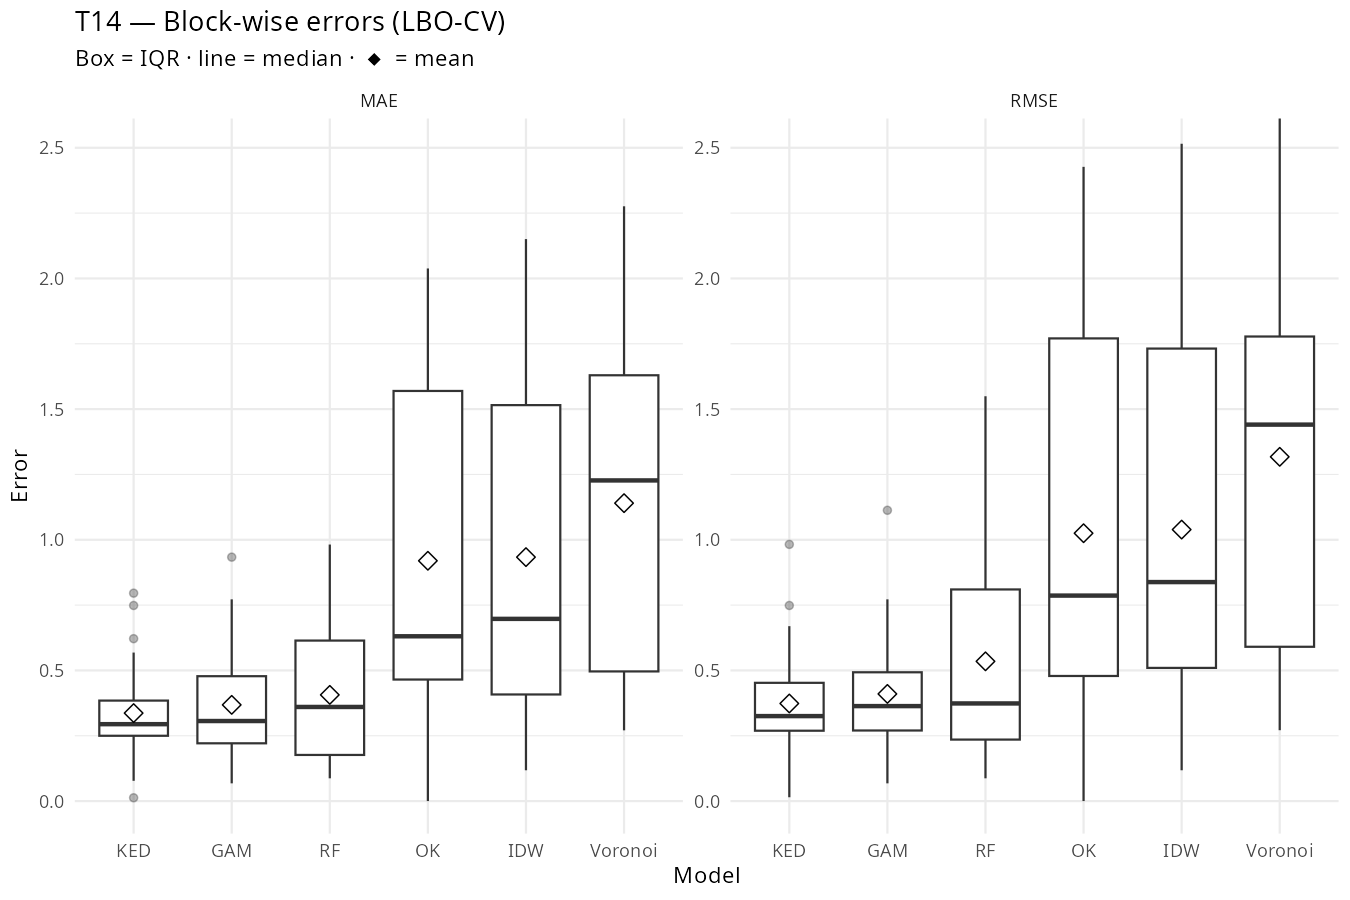 T14 — Block-wise errors (LBO-CV)
Box = IQR · line = median · ◆ = mean
MAE
RMSE
2.5
2.0
1.5
1.0
0.5
0.0
2.5
2.0
1.5
1.0
0.5
0.0
Error
KED GAM RF OK IDW Voronoi
KED GAM RF OK IDW Voronoi
Model